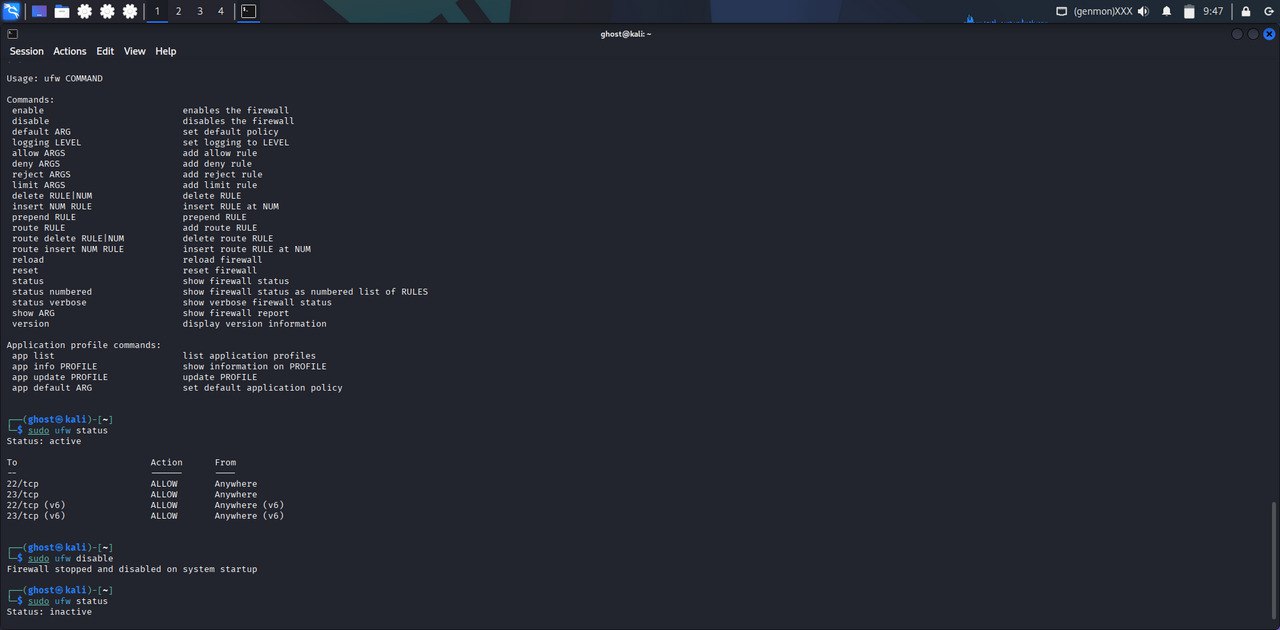 1 2 3 4
(genmon)XXX 9:47
ghost@kali: ~
Session Actions Edit View Help
Usage: ufw COMMAND
Commands:
enable enables the firewall
disable disables the firewall
default ARG set default policy
logging LEVEL set logging to LEVEL
allow ARGS add allow rule
deny ARGS add deny rule
reject ARGS add reject rule
limit ARGS add limit rule
delete RULE|NUM delete RULE
insert NUM RULE insert RULE at NUM
prepend RULE prepend RULE
route RULE add route RULE
route delete RULE|NUM delete route RULE
route insert NUM RULE insert route RULE at NUM
reload reload firewall
reset reset firewall
status show firewall status
status numbered show firewall status as numbered list of RULES
status verbose show verbose firewall status
show ARG show firewall report
version display version information
Application profile commands:
app list list application profiles
app info PROFILE show information on PROFILE
app update PROFILE update PROFILE
app default ARG set default application policy
┌──(ghost㉿kali)-[~]
└─$ sudo ufw status
Status: active
To Action From
-- ------ ----
22/tcp ALLOW Anywhere
23/tcp ALLOW Anywhere
22/tcp (v6) ALLOW Anywhere (v6)
23/tcp (v6) ALLOW Anywhere (v6)
┌──(ghost㉿kali)-[~]
└─$ sudo ufw disable
Firewall stopped and disabled on system startup
┌──(ghost㉿kali)-[~]
└─$ sudo ufw status
Status: inactive